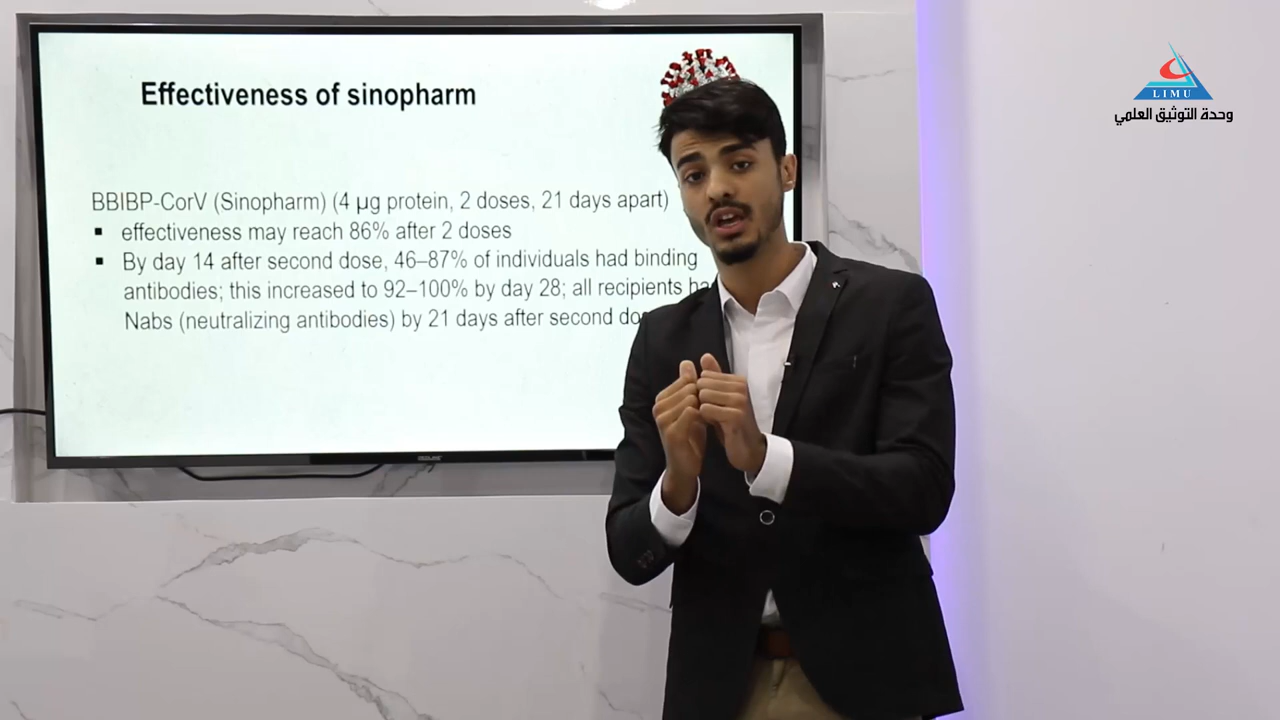 Effectiveness of sinopharm
BBIBP-CorV (Sinopharm) (4 µg protein, 2 doses, 21 days apart)
▪ effectiveness may reach 86% after 2 doses
▪ By day 14 after second dose, 46–87% of individuals had binding
antibodies; this increased to 92–100% by day 28; all recipients
Nabs (neutralizing antibodies) by 21 days after second
LIMU
وحدة التوثيق العلمي